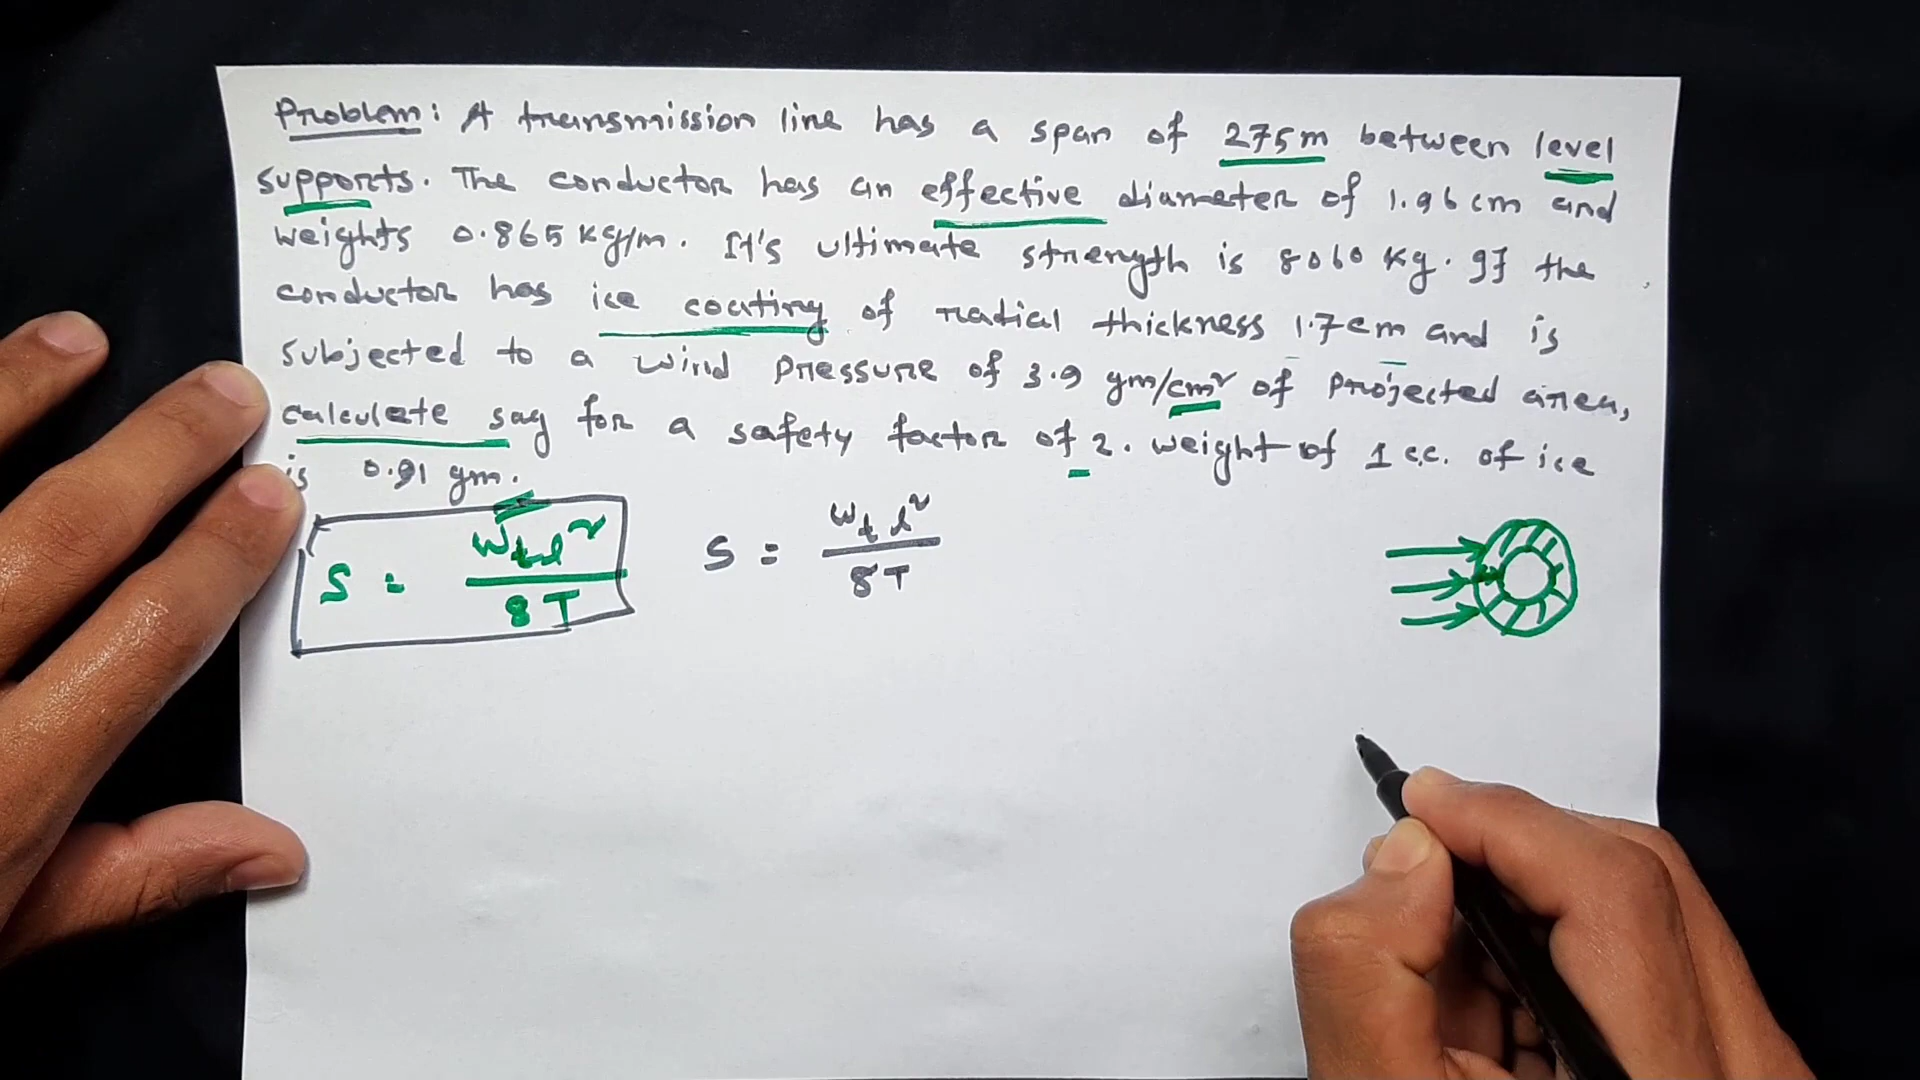 Problem: A transmission line has a span of 275m between level
supports. The conductor has an effective diameter of 1.96 cm and
weights 0.865 kg/m. It's ultimate strength is 8060 kg. If the
conductor has ice coating of radial thickness 1.7cm and is
subjected to a wind pressure of 3.9 gm/cm² of projected area,
calculate sag for a safety factor of 2. weight of 1 c.c. of ice
is 0.91 gm.
S = wₜl² / 8T
S = wₜl² / 8T